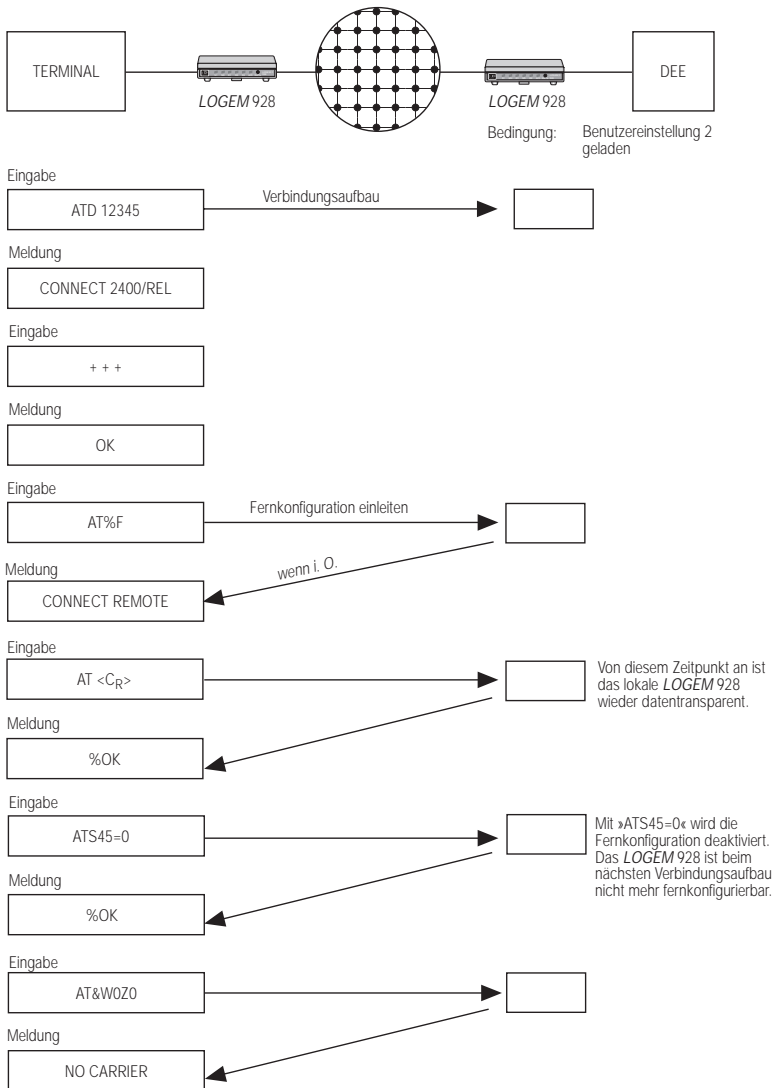 TERMINAL
DEE
LOGEM 928
LOGEM 928
Bedingung: Benutzereinstellung 2
geladen
Eingabe
ATD 12345
Verbindungsaufbau
Meldung
CONNECT 2400/REL
Eingabe
+ + +
Meldung
OK
Eingabe
AT%F
Fernkonfiguration einleiten
wenn i. O.
Meldung
CONNECT REMOTE
Eingabe
AT <CR>
Von diesem Zeitpunkt an ist
das lokale LOGEM 928
wieder datentransparent.
Meldung
%OK
Eingabe
ATS45=0
Mit »ATS45=0« wird die
Fernkonfiguration deaktiviert.
Das LOGEM 928 ist beim
nächsten Verbindungsaufbau
nicht mehr fernkonfigurierbar.
Meldung
%OK
Eingabe
AT&W0Z0
Meldung
NO CARRIER